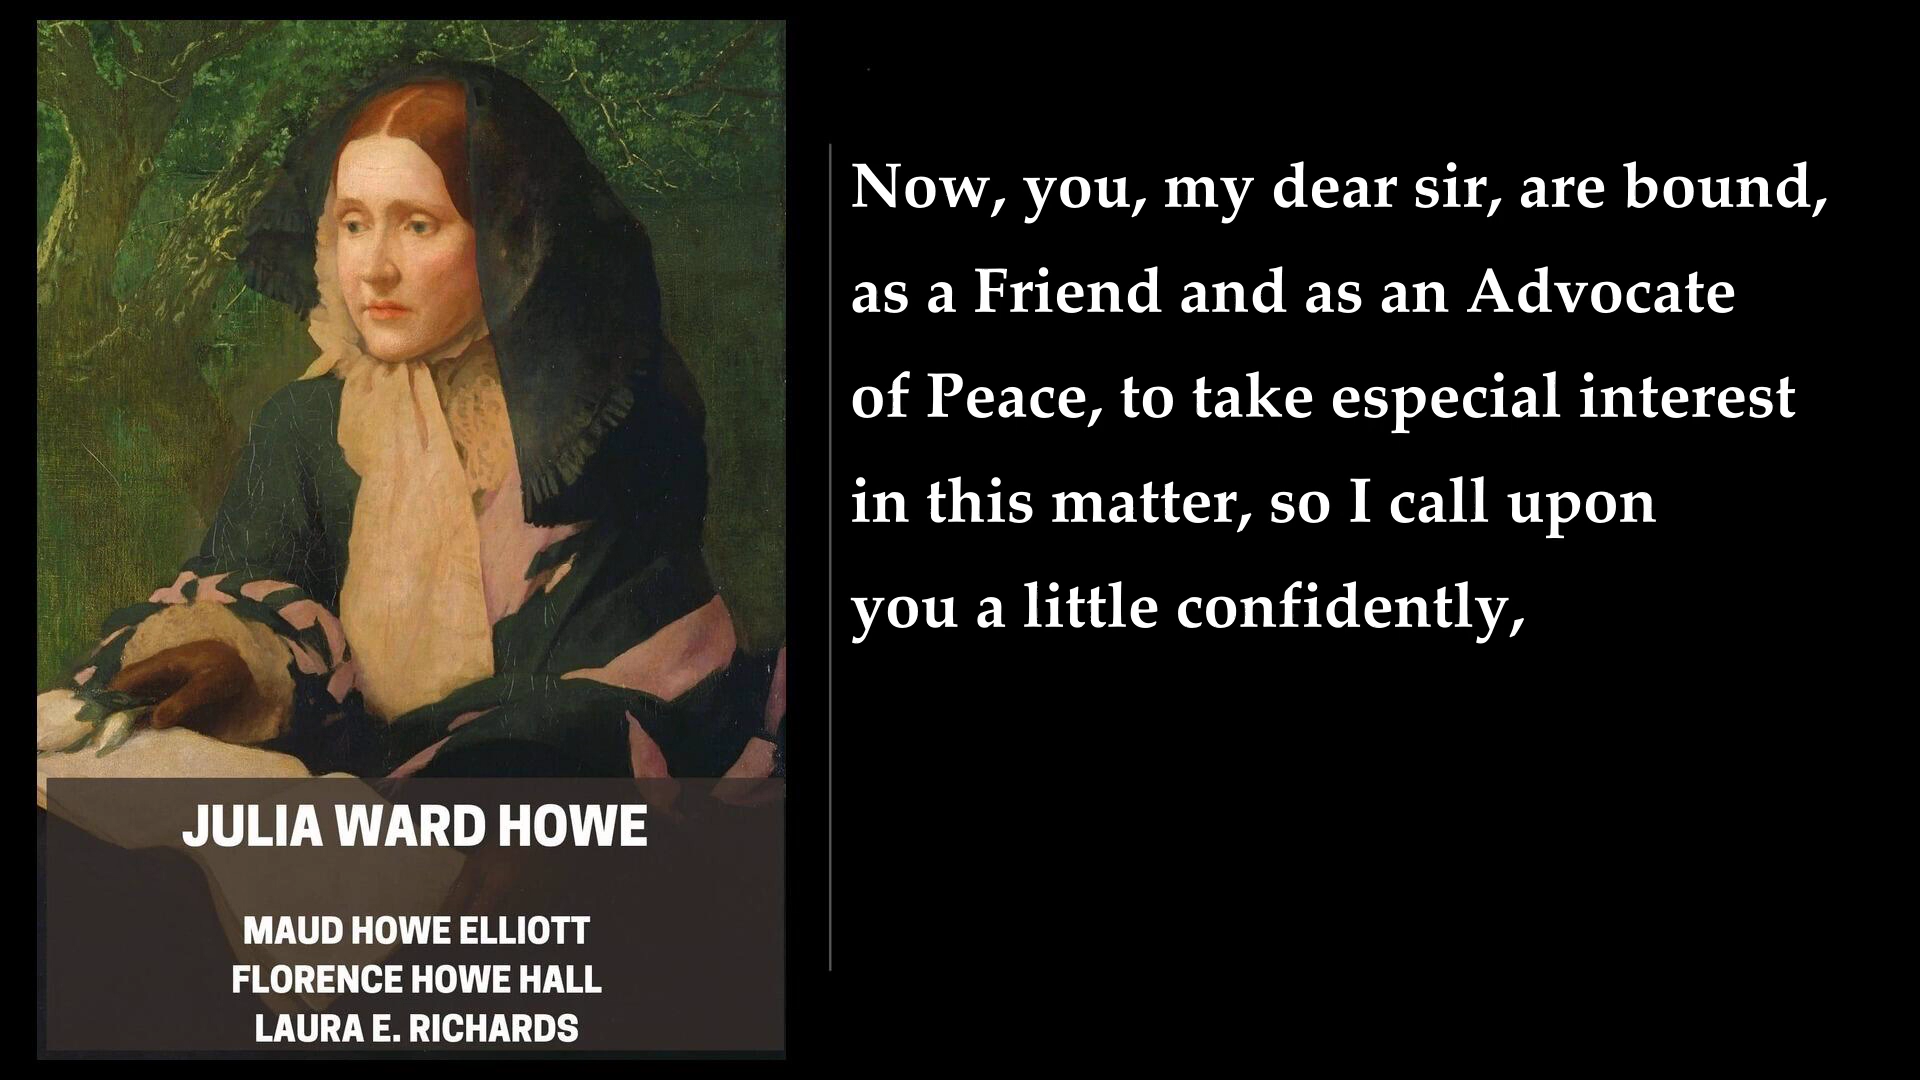 JULIA WARD HOWE
MAUD HOWE ELLIOTT
FLORENCE HOWE HALL
LAURA E. RICHARDS
Now, you, my dear sir, are bound,
as a Friend and as an Advocate
of Peace, to take especial interest
in this matter, so I call upon
you a little confidently,